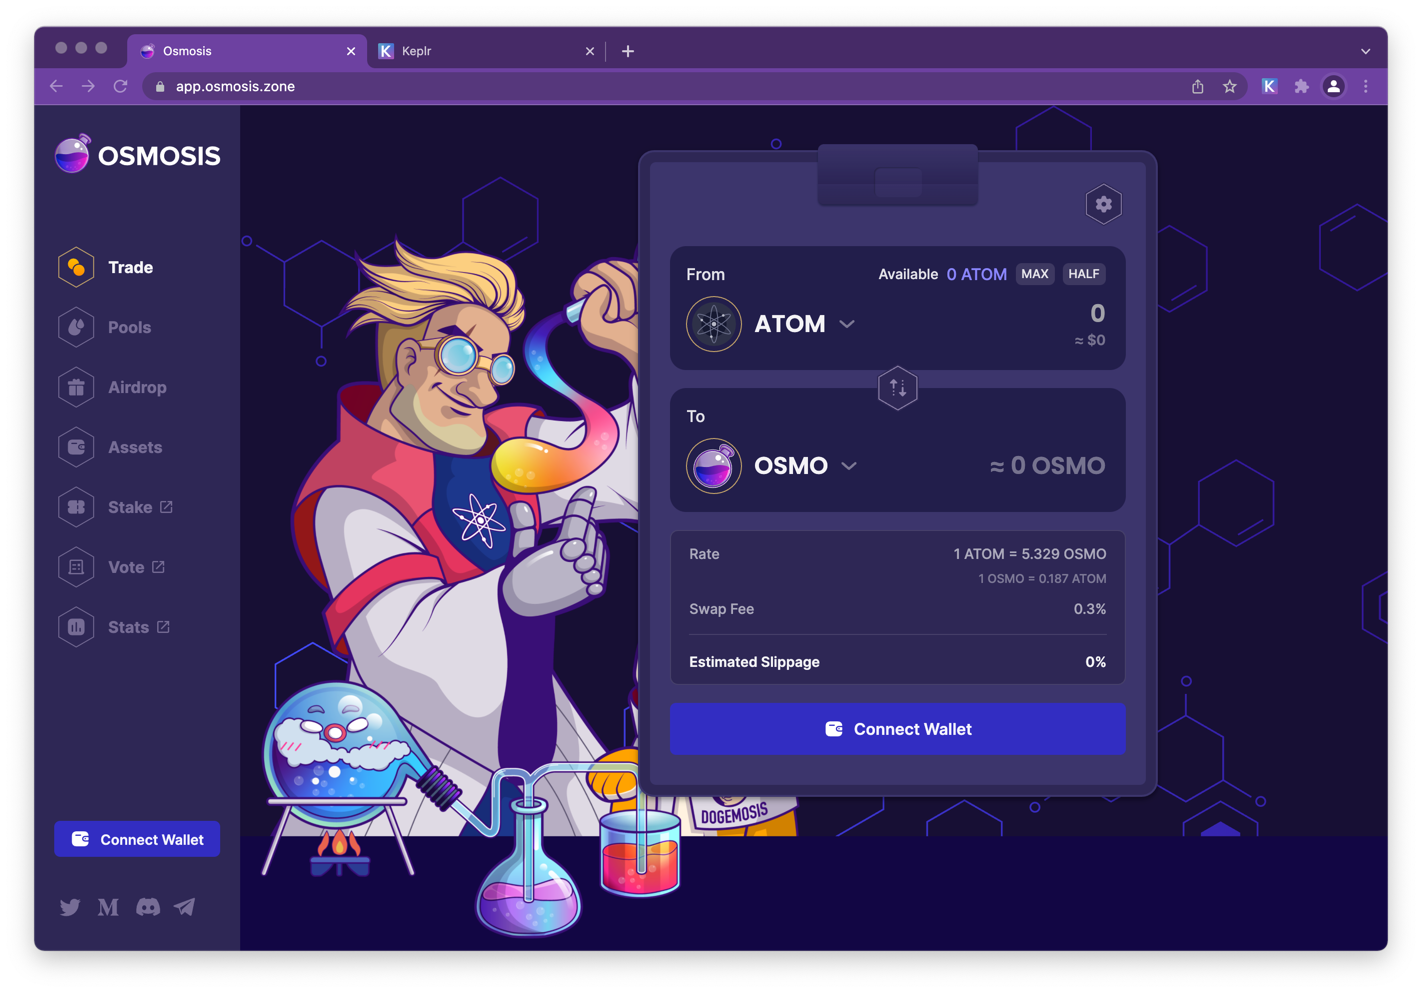 Osmosis
Keplr
app.osmosis.zone
OSMOSIS
Trade
Pools
Airdrop
Assets
Stake
Vote
Stats
Connect Wallet
From
Available 0 ATOM MAX HALF
ATOM
0
≈ $0
To
OSMO
≈ 0 OSMO
Rate
1 ATOM = 5.329 OSMO
1 OSMO = 0.187 ATOM
Swap Fee
0.3%
Estimated Slippage
0%
Connect Wallet
DOGEMOSIS